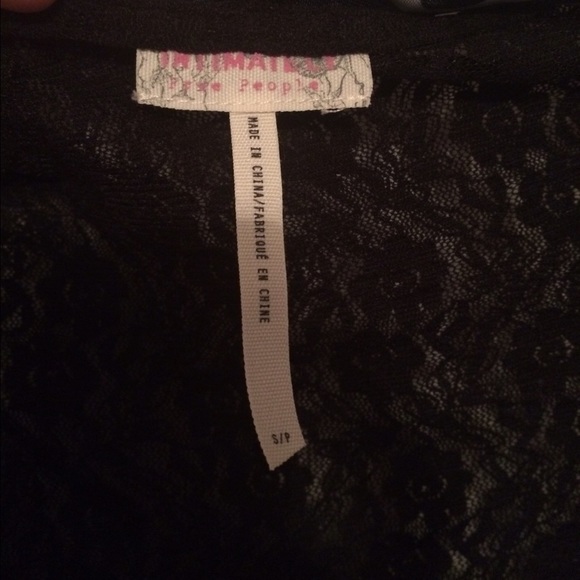 INTIMATELY
Free People
MADE IN CHINA/FABRIQUÉ EN CHINE
S/P